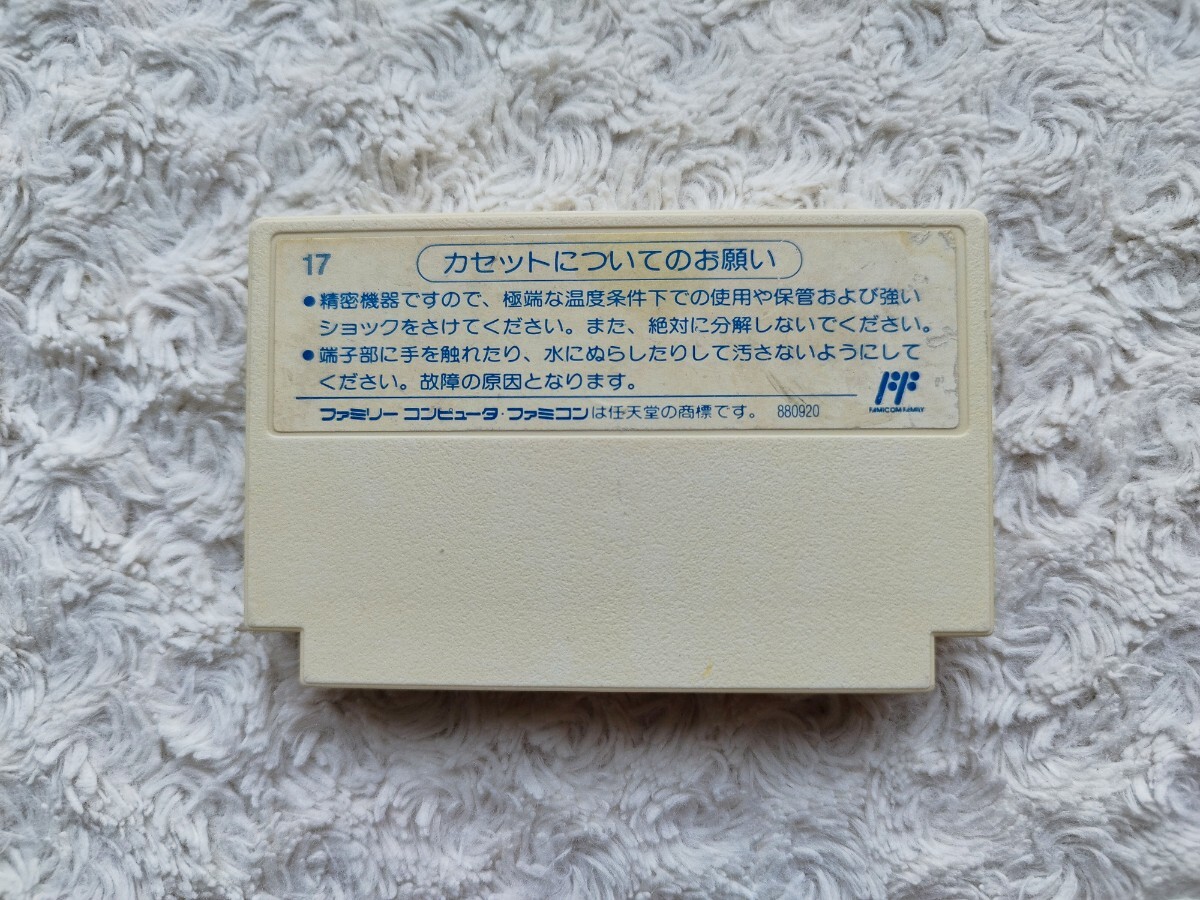 17
カセットについてのお願い
●精密機器ですので、極端な温度条件下での使用や保管および強い
ショックをさけてください。また、絶対に分解しないでください。
●端子部に手を触れたり、水にぬらしたりして汚さないようにして
ください。故障の原因となります。
FAMICOM FAMILY
ファミリーコンピュータ・ファミコンは任天堂の商標です。 880920